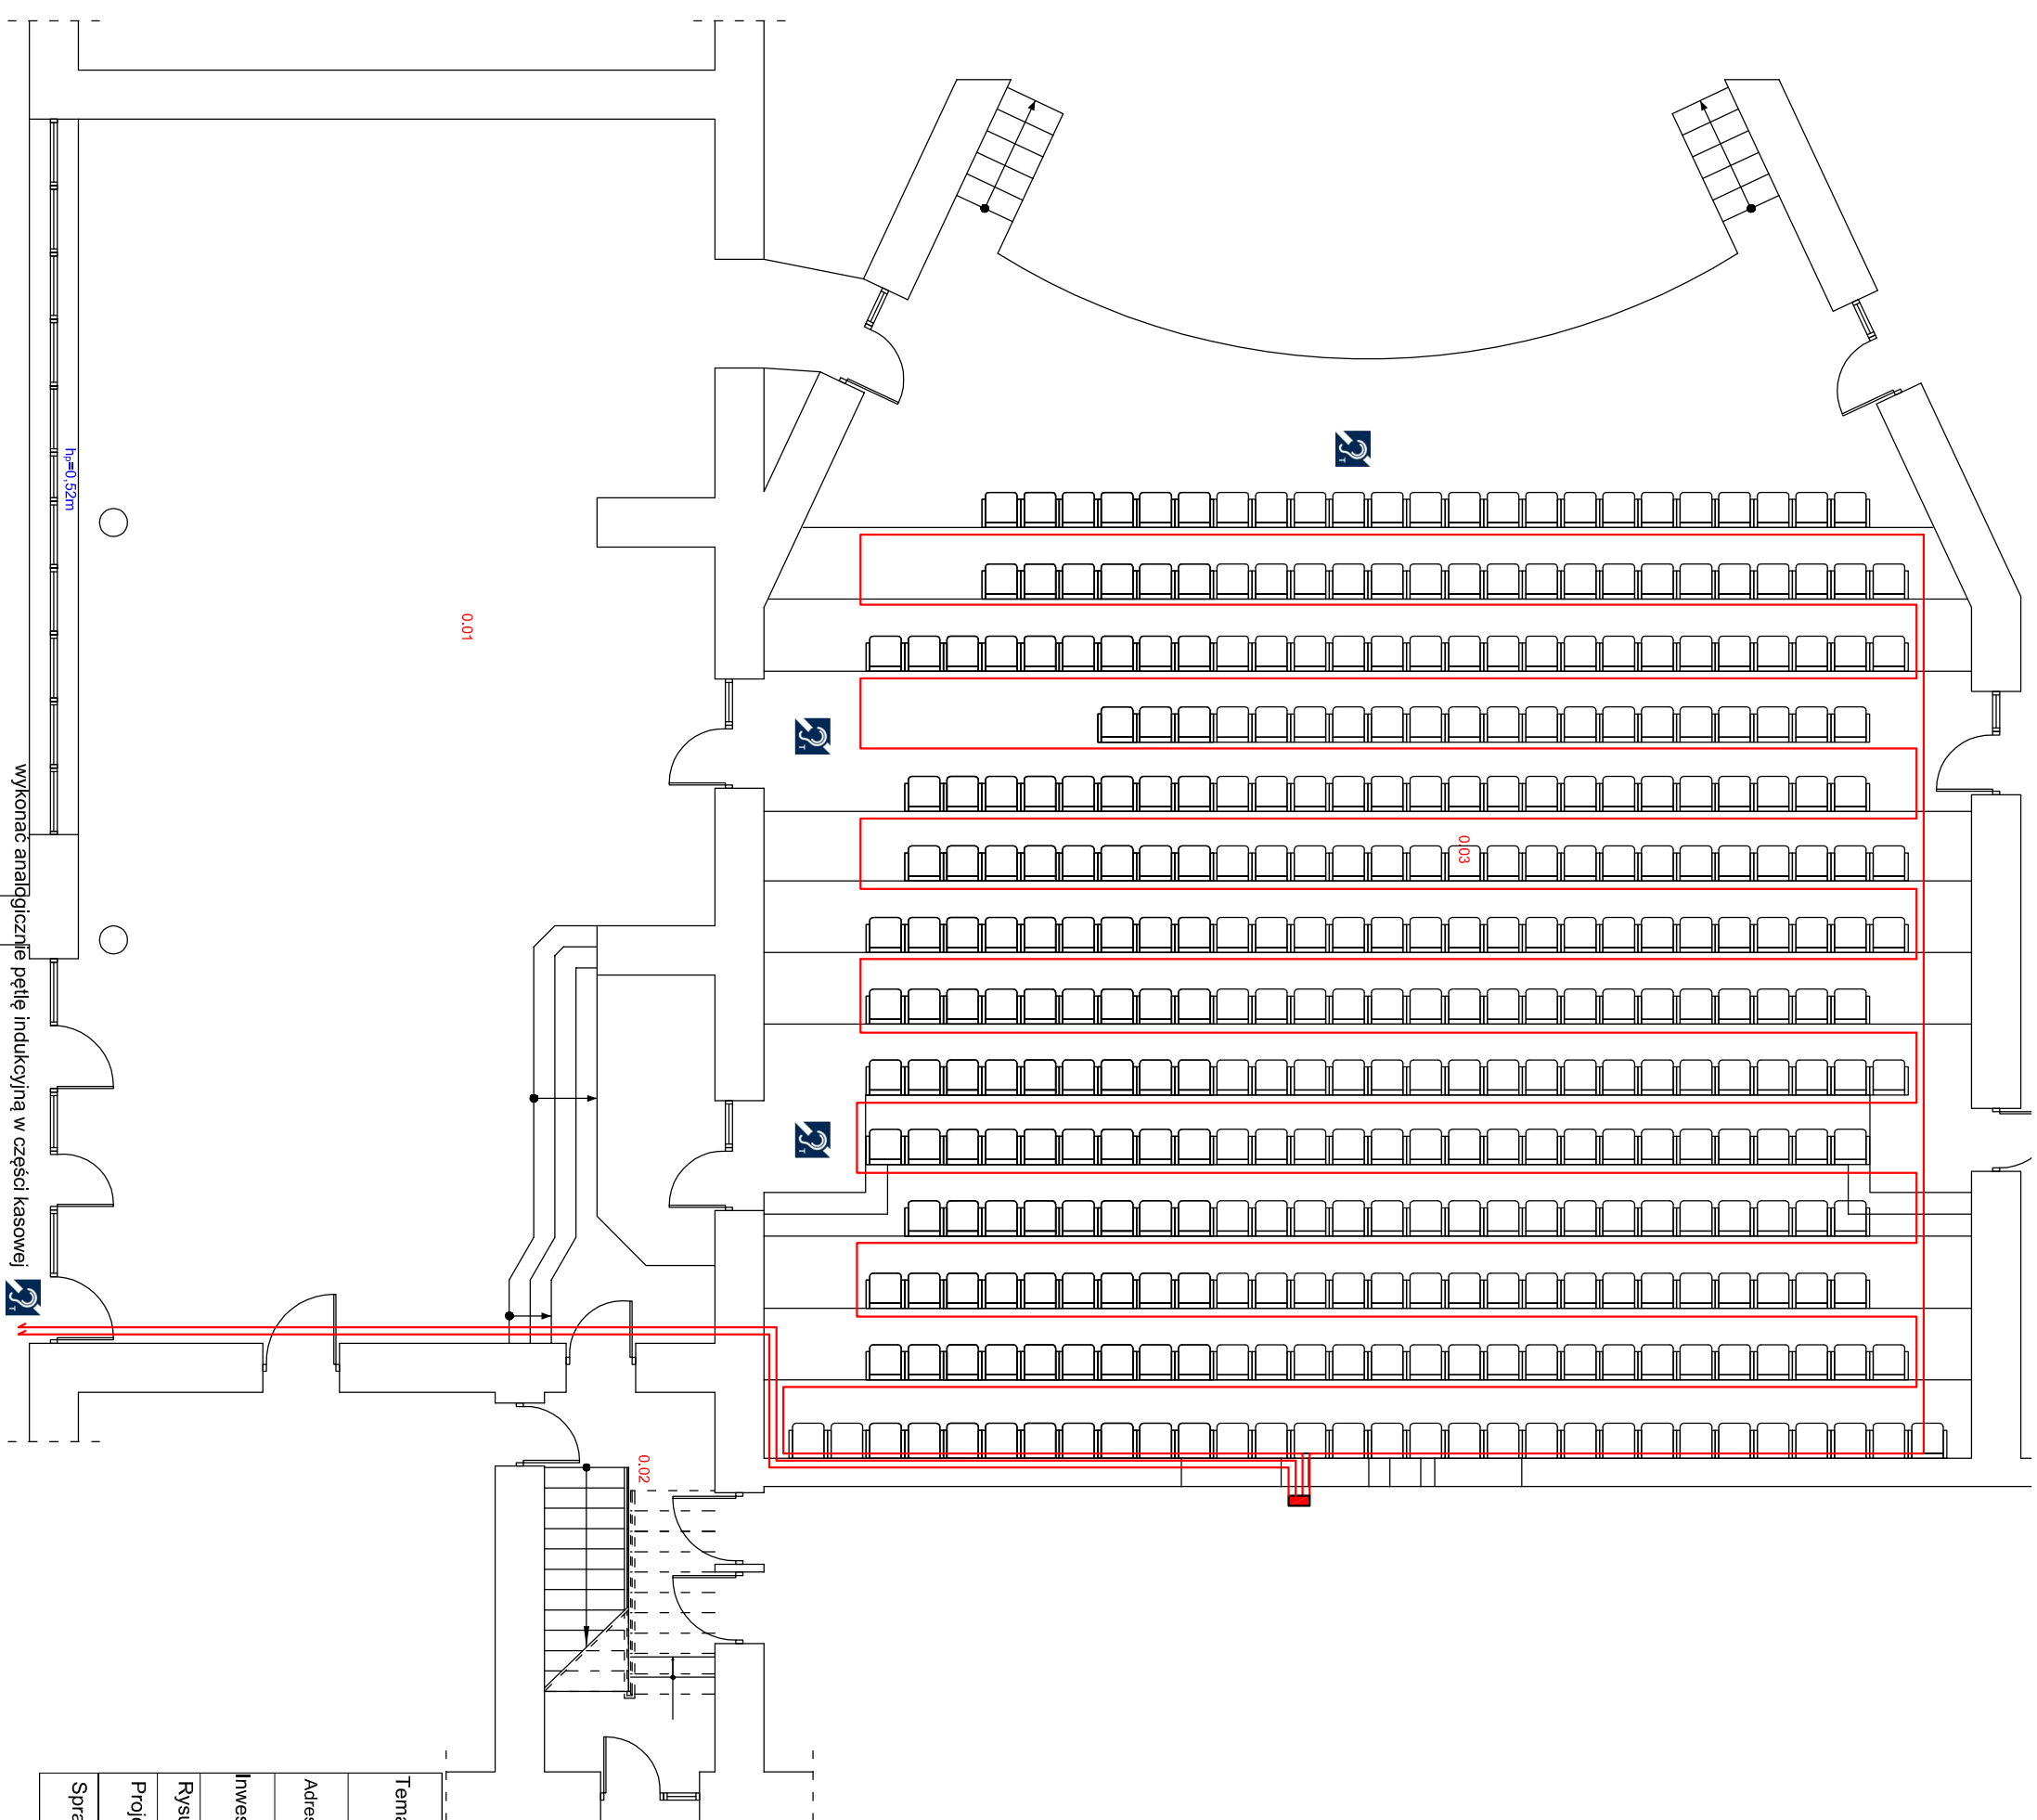 hp=0,52m
0.01
0.03
wykonać analogicznie pętlę indukcyjną w części kasowej
0.02
T
T
T
T